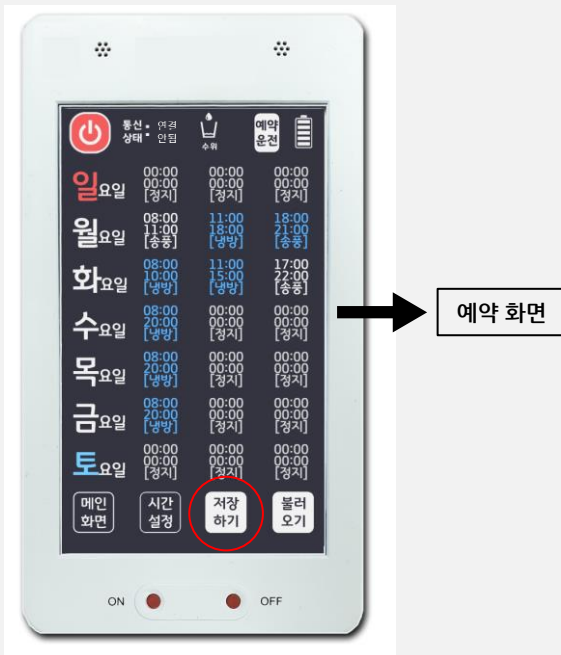 통신 • 연결
상태 • 안됨
수위
예약
운전
일요일
00:00 00:00 00:00
00:00 00:00 00:00
[정지] [정지] [정지]
월요일
08:00 11:00 18:00
11:00 18:00 21:00
[송풍] [냉방] [송풍]
화요일
08:00 11:00 17:00
10:00 15:00 22:00
[냉방] [냉방] [송풍]
수요일
08:00 00:00 00:00
20:00 00:00 00:00
[냉방] [정지] [정지]
목요일
08:00 00:00 00:00
20:00 00:00 00:00
[냉방] [정지] [정지]
금요일
08:00 00:00 00:00
20:00 00:00 00:00
[냉방] [정지] [정지]
토요일
00:00 00:00 00:00
00:00 00:00 00:00
[정지] [정지] [정지]
메인 시간 저장 불러
화면 설정 하기 오기
ON OFF
예약 화면